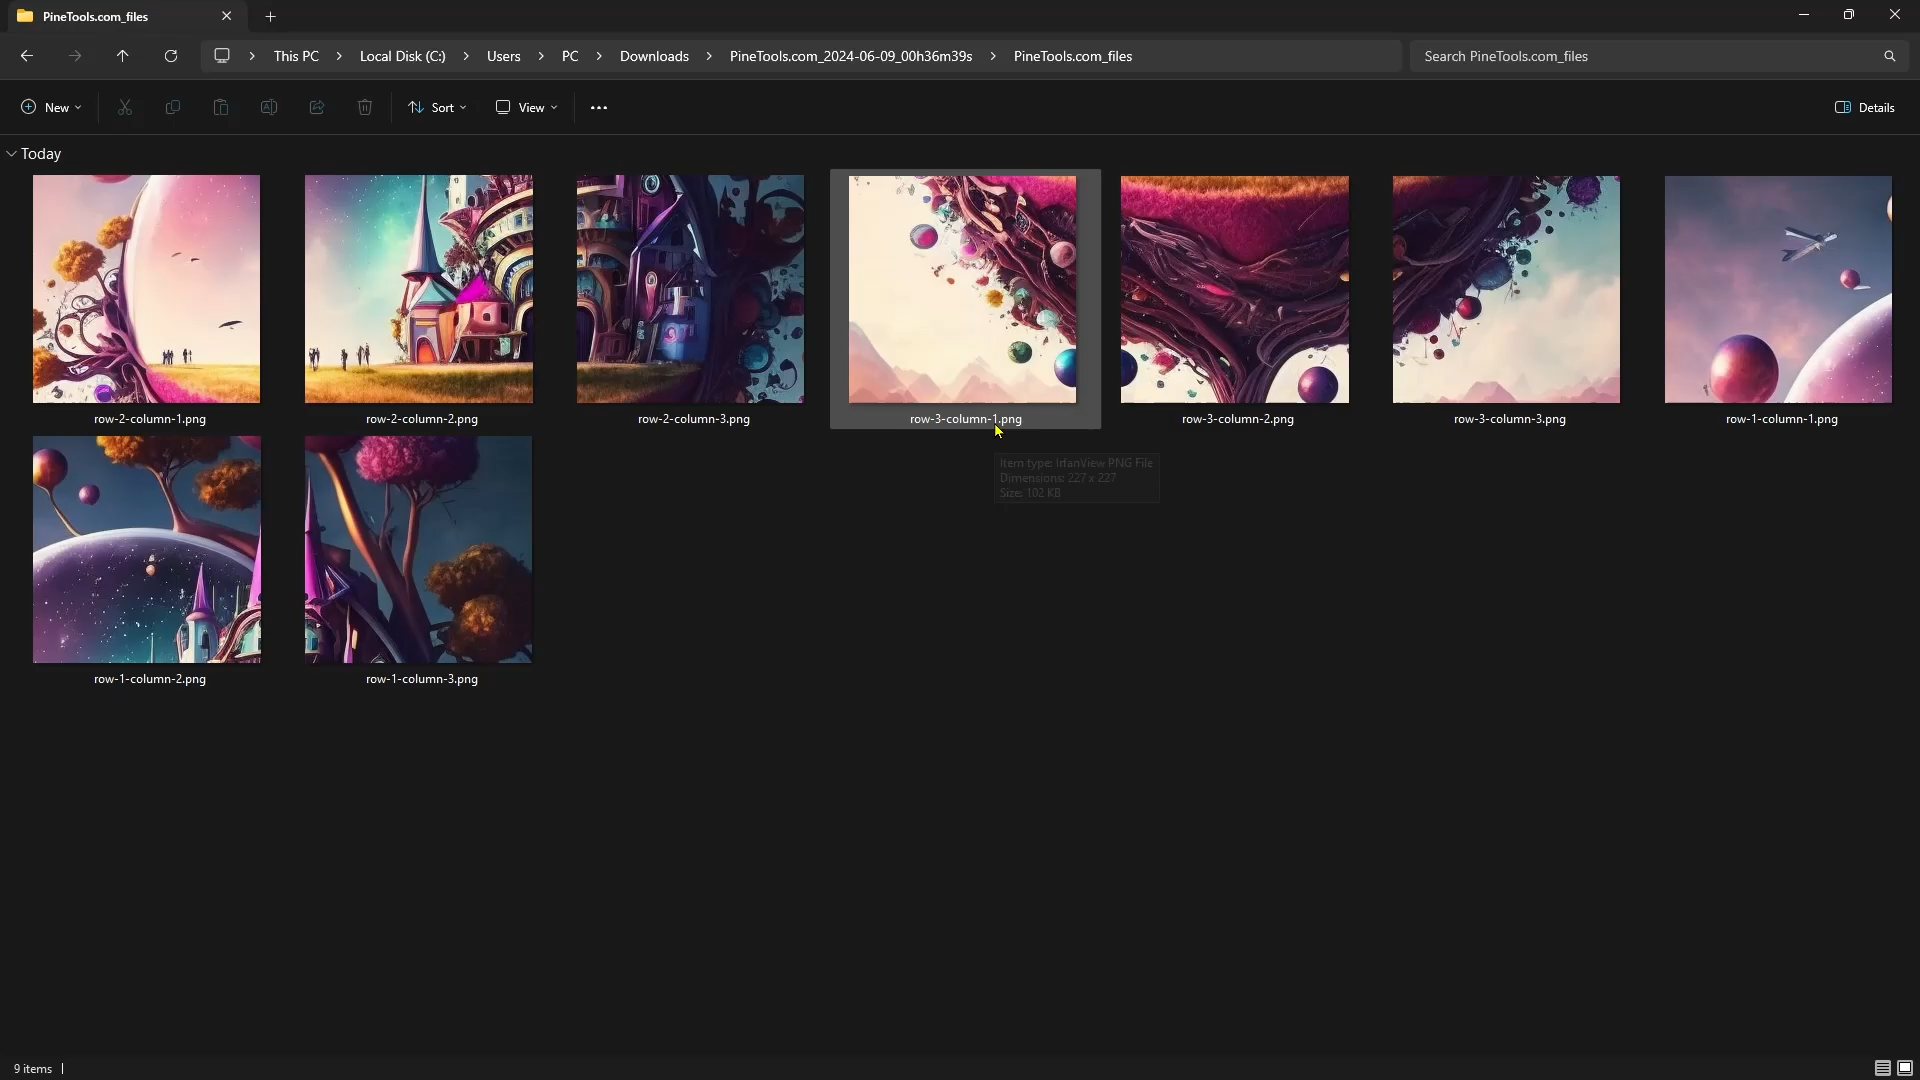 PineTools.com_files
This PC > Local Disk (C:) > Users > PC > Downloads > PineTools.com_2024-06-09_00h36m39s > PineTools.com_files
Search PineTools.com_files
New
Sort
View
Details
Today
row-2-column-1.png
row-2-column-2.png
row-2-column-3.png
row-3-column-1.png
row-3-column-2.png
row-3-column-3.png
row-1-column-1.png
Item type: IrfanView PNG File
Dimensions: 227 x 227
Size: 102 KB
row-1-column-2.png
row-1-column-3.png
9 items